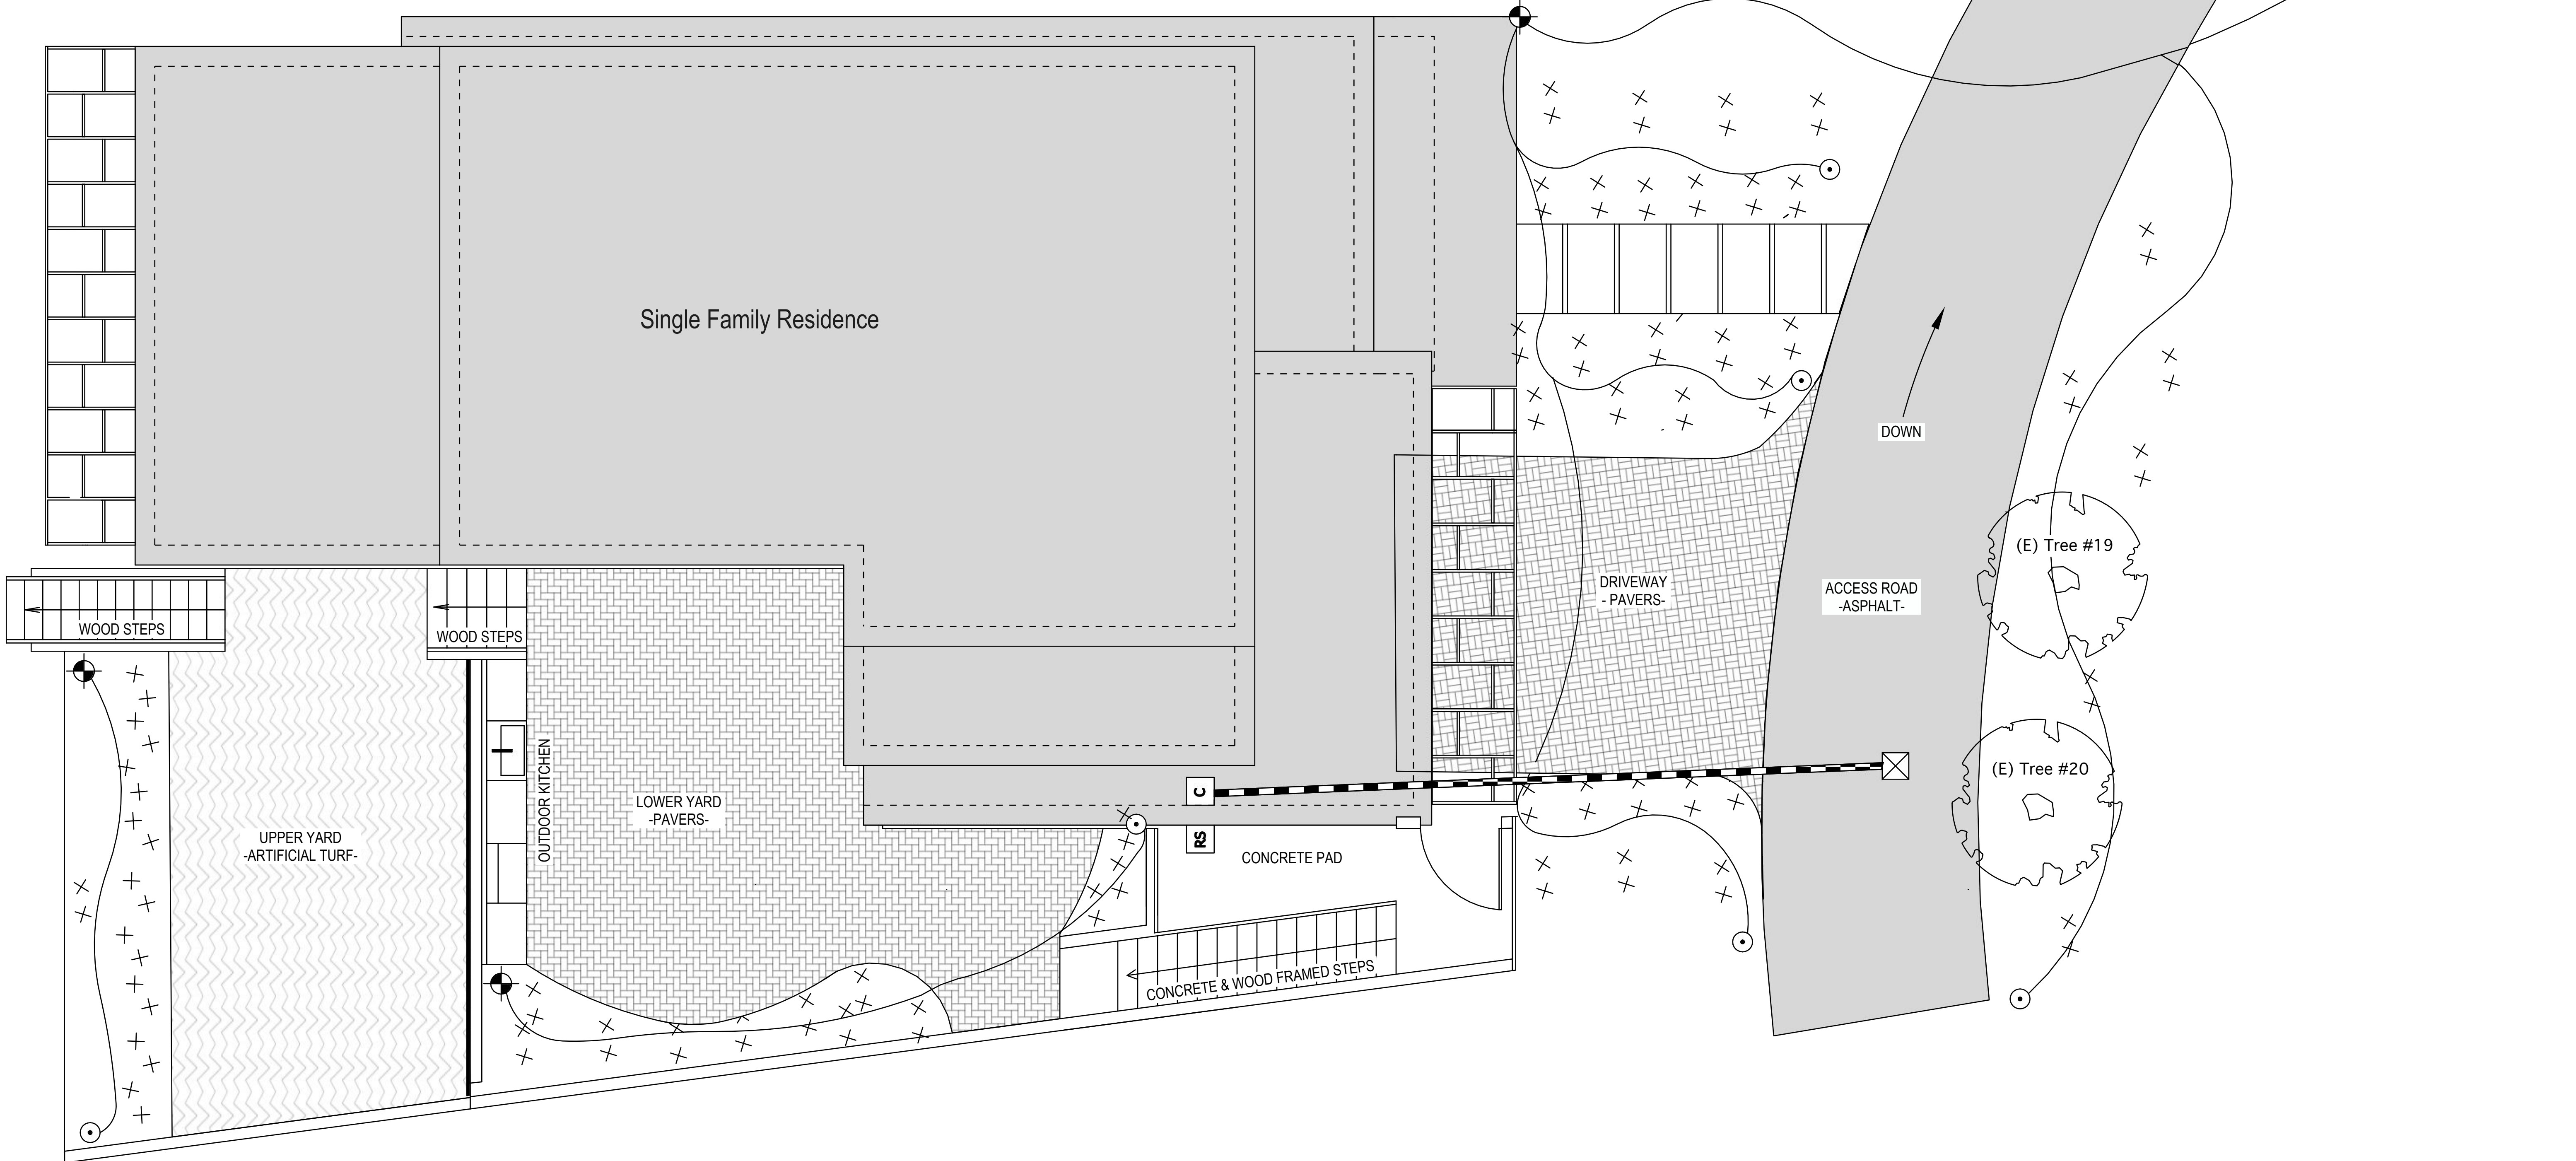 Single Family Residence
DOWN
(E) Tree #19
DRIVEWAY
- PAVERS-
ACCESS ROAD
-ASPHALT-
WOOD STEPS
WOOD STEPS
(E) Tree #20
OUTDOOR KITCHEN
LOWER YARD
-PAVERS-
C
RS
UPPER YARD
-ARTIFICIAL TURF-
CONCRETE PAD
CONCRETE & WOOD FRAMED STEPS